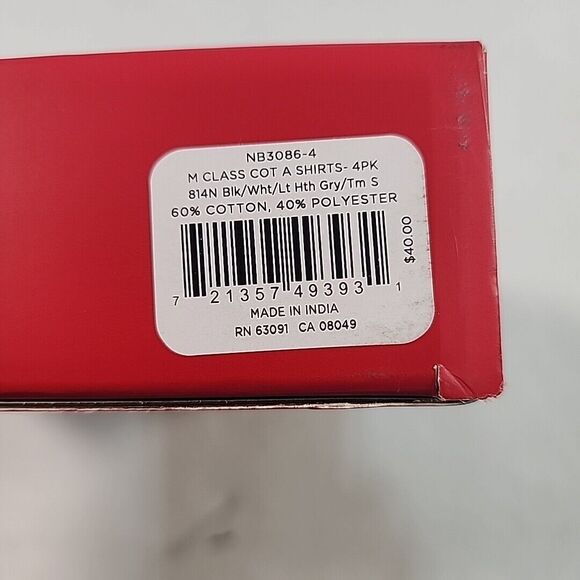 NB3086-4
M CLASS COT A SHIRTS- 4PK
814N Blk/Wht/Lt Hth Gry/Tm S
60% COTTON, 40% POLYESTER
$40.00
7 21357 49393 1
MADE IN INDIA
RN 63091 CA 08049